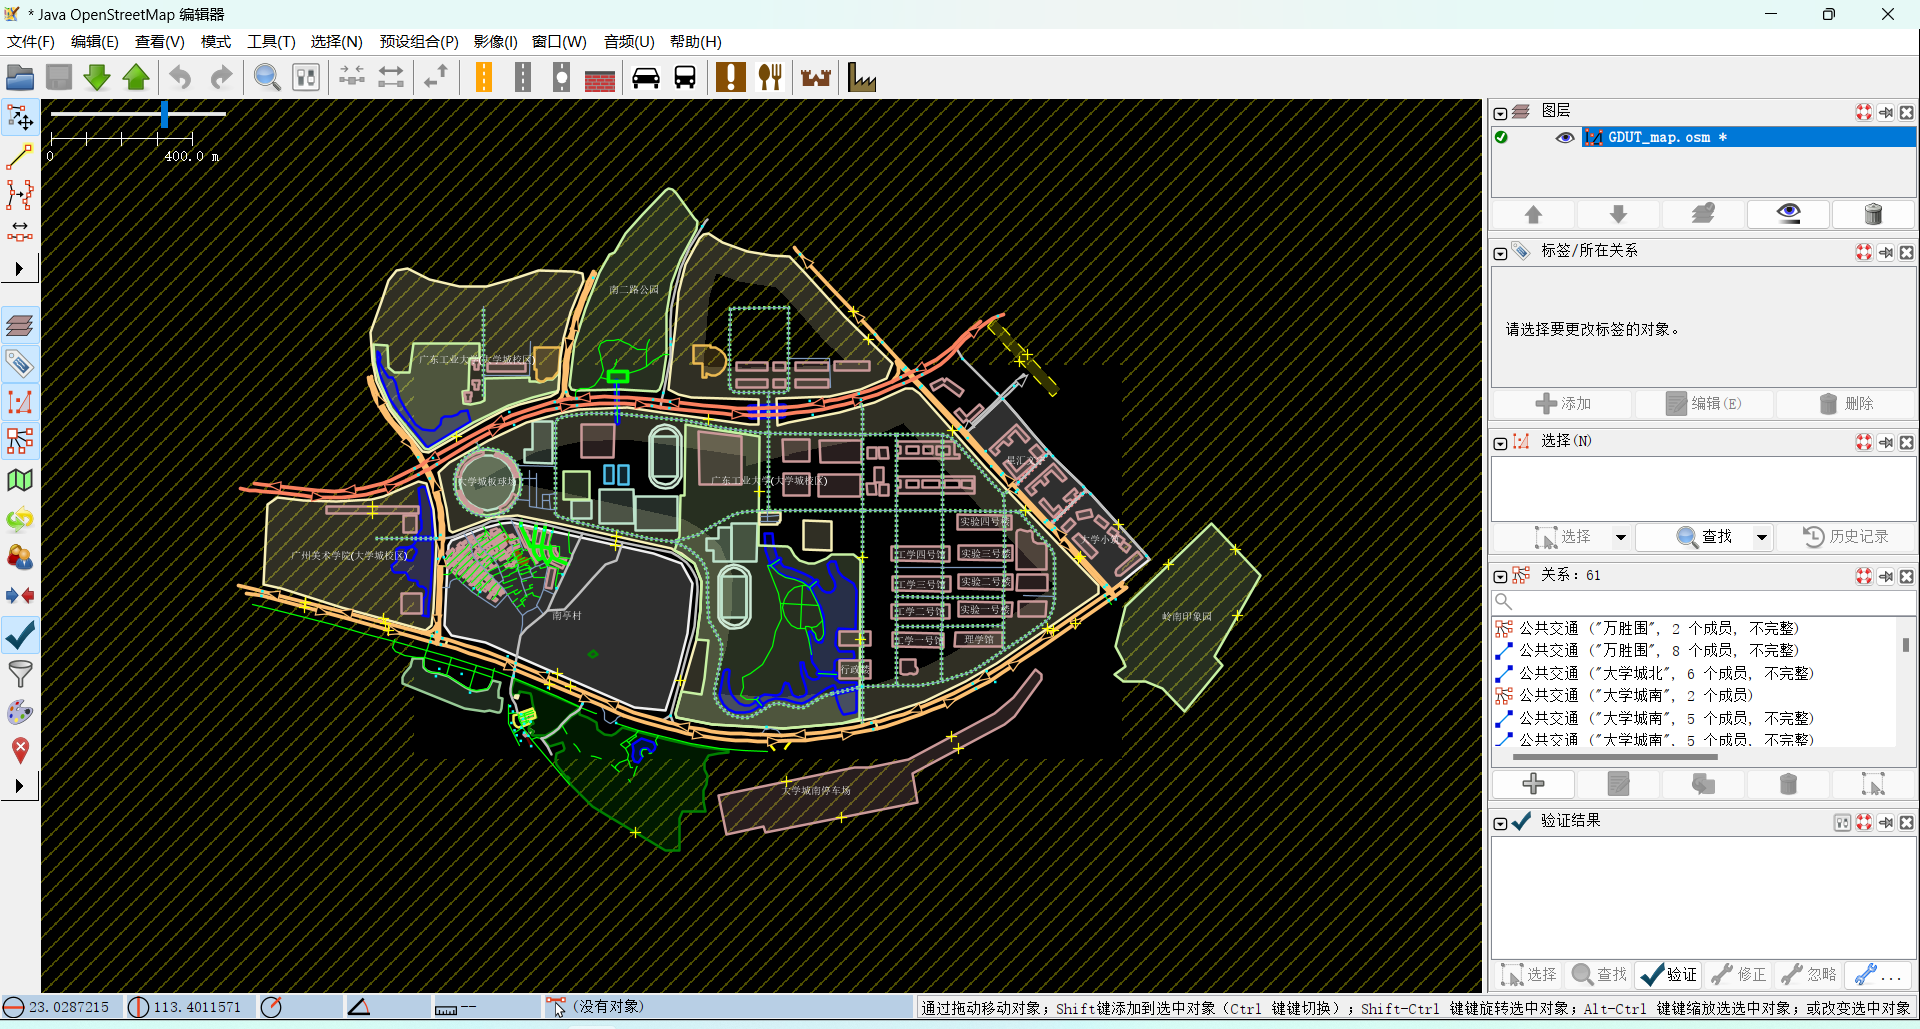 * Java OpenStreetMap 编辑器
文件(F) 编辑(E) 查看(V) 模式 工具(T) 选择(N) 预设组合(P) 影像(I) 窗口(W) 音频(U) 帮助(H)
0 400.0 m
南二路公园
广东工业大学(大学城校区)
大学城板球场
广东工业大学(大学城校区)
广州美术学院(大学城校区)
南亭村
实验四号楼
工学四号馆 实验三号楼
工学三号馆 实验二号楼
工学二号馆 实验一号楼
工学一号馆 理学馆
行政楼
岭南印象园
大学城南停车场
图层
GDUT_map.osm *
标签/所在关系
请选择要更改标签的对象。
添加 编辑(E) 删除
选择(N)
选择 查找 历史记录
关系：61
公共交通 ("万胜围", 2 个成员, 不完整)
公共交通 ("万胜围", 8 个成员, 不完整)
公共交通 ("大学城北", 6 个成员, 不完整)
公共交通 ("大学城南", 2 个成员)
公共交通 ("大学城南", 5 个成员, 不完整)
公共交通 ("大学城南", 5 个成员, 不完整)
验证结果
选择 查找 验证 修正 忽略 ...
23.0287215 113.4011571 -- (没有对象) 通过拖动移动对象；Shift键添加到选中对象（Ctrl 键键切换）；Shift-Ctrl 键键旋转选中对象；Alt-Ctrl 键键缩放选选中对象；或改变选中对象